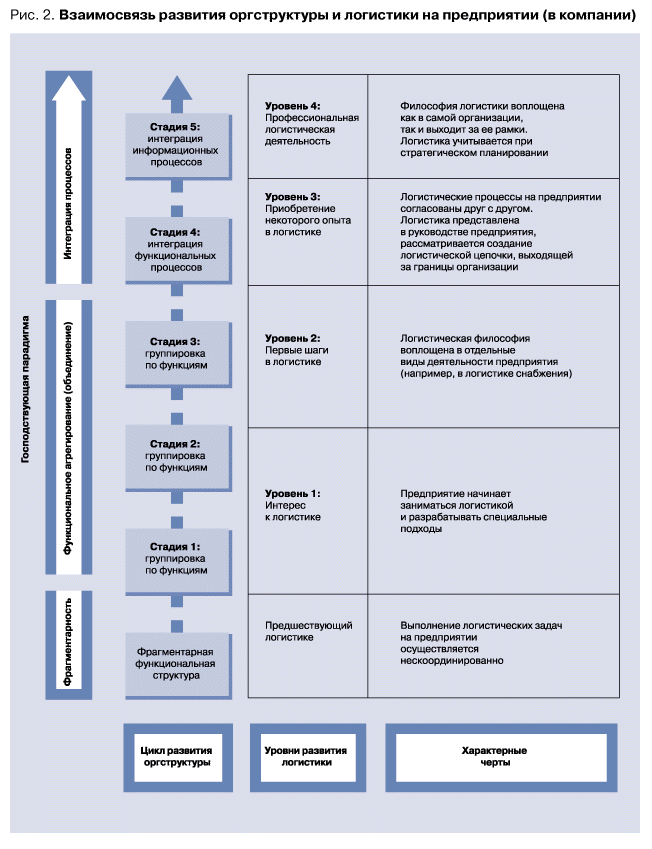 Рис. 2. Взаимосвязь развития оргструктуры и логистики на предприятии (в компании)
Господствующая парадигма
Интеграция процессов
Функциональное агрегирование (объединение)
Фрагментарность
Стадия 5:
интеграция
информационных
процессов
Стадия 4:
интеграция
функциональных
процессов
Стадия 3:
группировка
по функциям
Стадия 2:
группировка
по функциям
Стадия 1:
группировка
по функциям
Фрагментарная
функциональная
структура
Уровень 4:
Профессиональная
логистическая
деятельность
Философия логистики воплощена
как в самой организации,
так и выходит за ее рамки.
Логистика учитывается при
стратегическом планировании
Уровень 3:
Приобретение
некоторого опыта
в логистике
Логистические процессы на предприятии
согласованы друг с другом.
Логистика представлена
в руководстве предприятия,
рассматривается создание
логистической цепочки, выходящей
за границы организации
Уровень 2:
Первые шаги
в логистике
Логистическая философия
воплощена в отдельные
виды деятельности предприятия
(например, в логистике снабжения)
Уровень 1:
Интерес
к логистике
Предприятие начинает
заниматься логистикой
и разрабатывать специальные
подходы
Предшествующий
логистике
Выполнение логистических задач
на предприятии
осуществляется
нескоординированно
Цикл развития
оргструктуры
Уровни развития
логистики
Характерные
черты